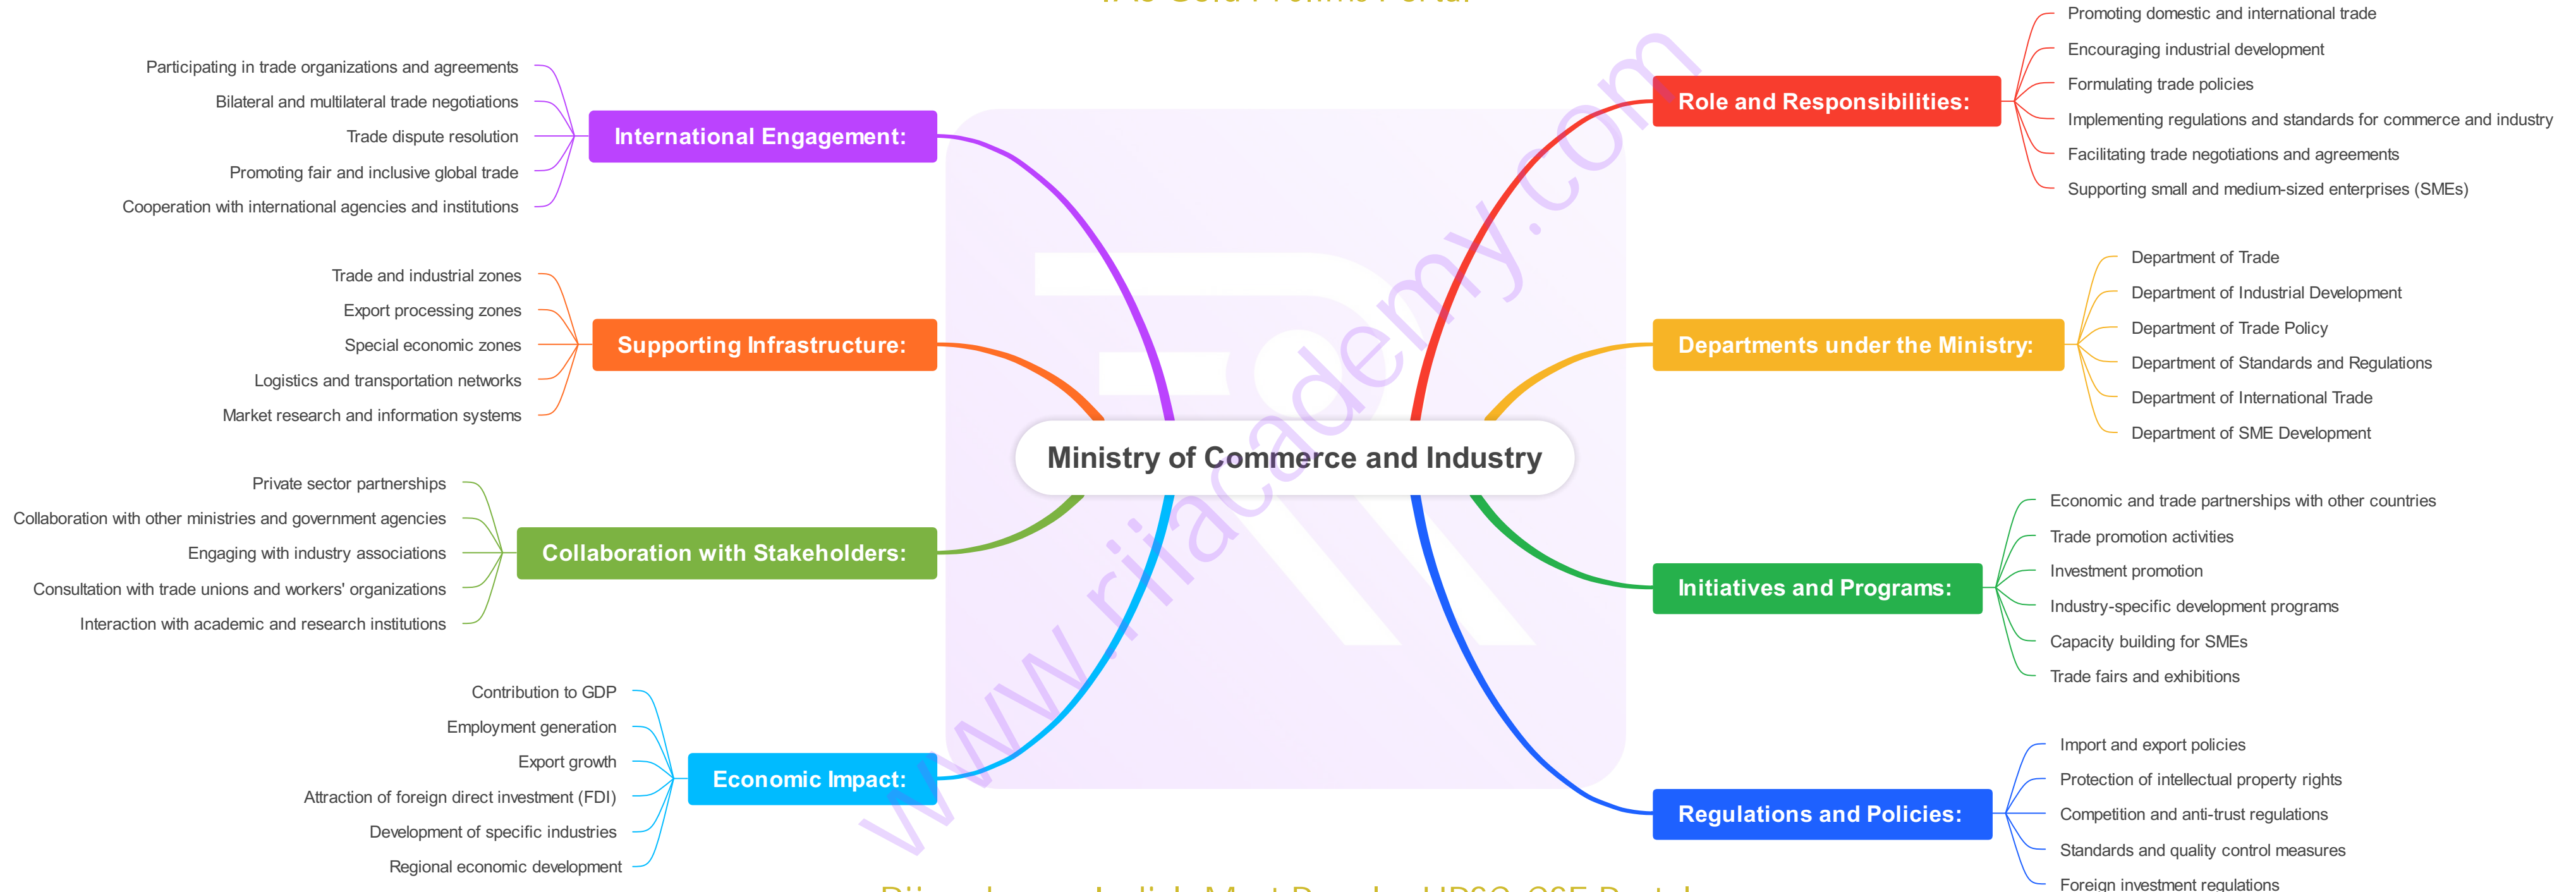 Participating in trade organizations and agreements
Bilateral and multilateral trade negotiations
Trade dispute resolution
Promoting fair and inclusive global trade
Cooperation with international agencies and institutions
International Engagement:
Trade and industrial zones
Export processing zones
Special economic zones
Logistics and transportation networks
Market research and information systems
Supporting Infrastructure:
Private sector partnerships
Collaboration with other ministries and government agencies
Engaging with industry associations
Consultation with trade unions and workers' organizations
Interaction with academic and research institutions
Collaboration with Stakeholders:
Contribution to GDP
Employment generation
Export growth
Attraction of foreign direct investment (FDI)
Development of specific industries
Regional economic development
Economic Impact:
Ministry of Commerce and Industry
www.rijiacademy.com
Role and Responsibilities:
Promoting domestic and international trade
Encouraging industrial development
Formulating trade policies
Implementing regulations and standards for commerce and industry
Facilitating trade negotiations and agreements
Supporting small and medium-sized enterprises (SMEs)
Departments under the Ministry:
Department of Trade
Department of Industrial Development
Department of Trade Policy
Department of Standards and Regulations
Department of International Trade
Department of SME Development
Initiatives and Programs:
Economic and trade partnerships with other countries
Trade promotion activities
Investment promotion
Industry-specific development programs
Capacity building for SMEs
Trade fairs and exhibitions
Regulations and Policies:
Import and export policies
Protection of intellectual property rights
Competition and anti-trust regulations
Standards and quality control measures
Foreign investment regulations